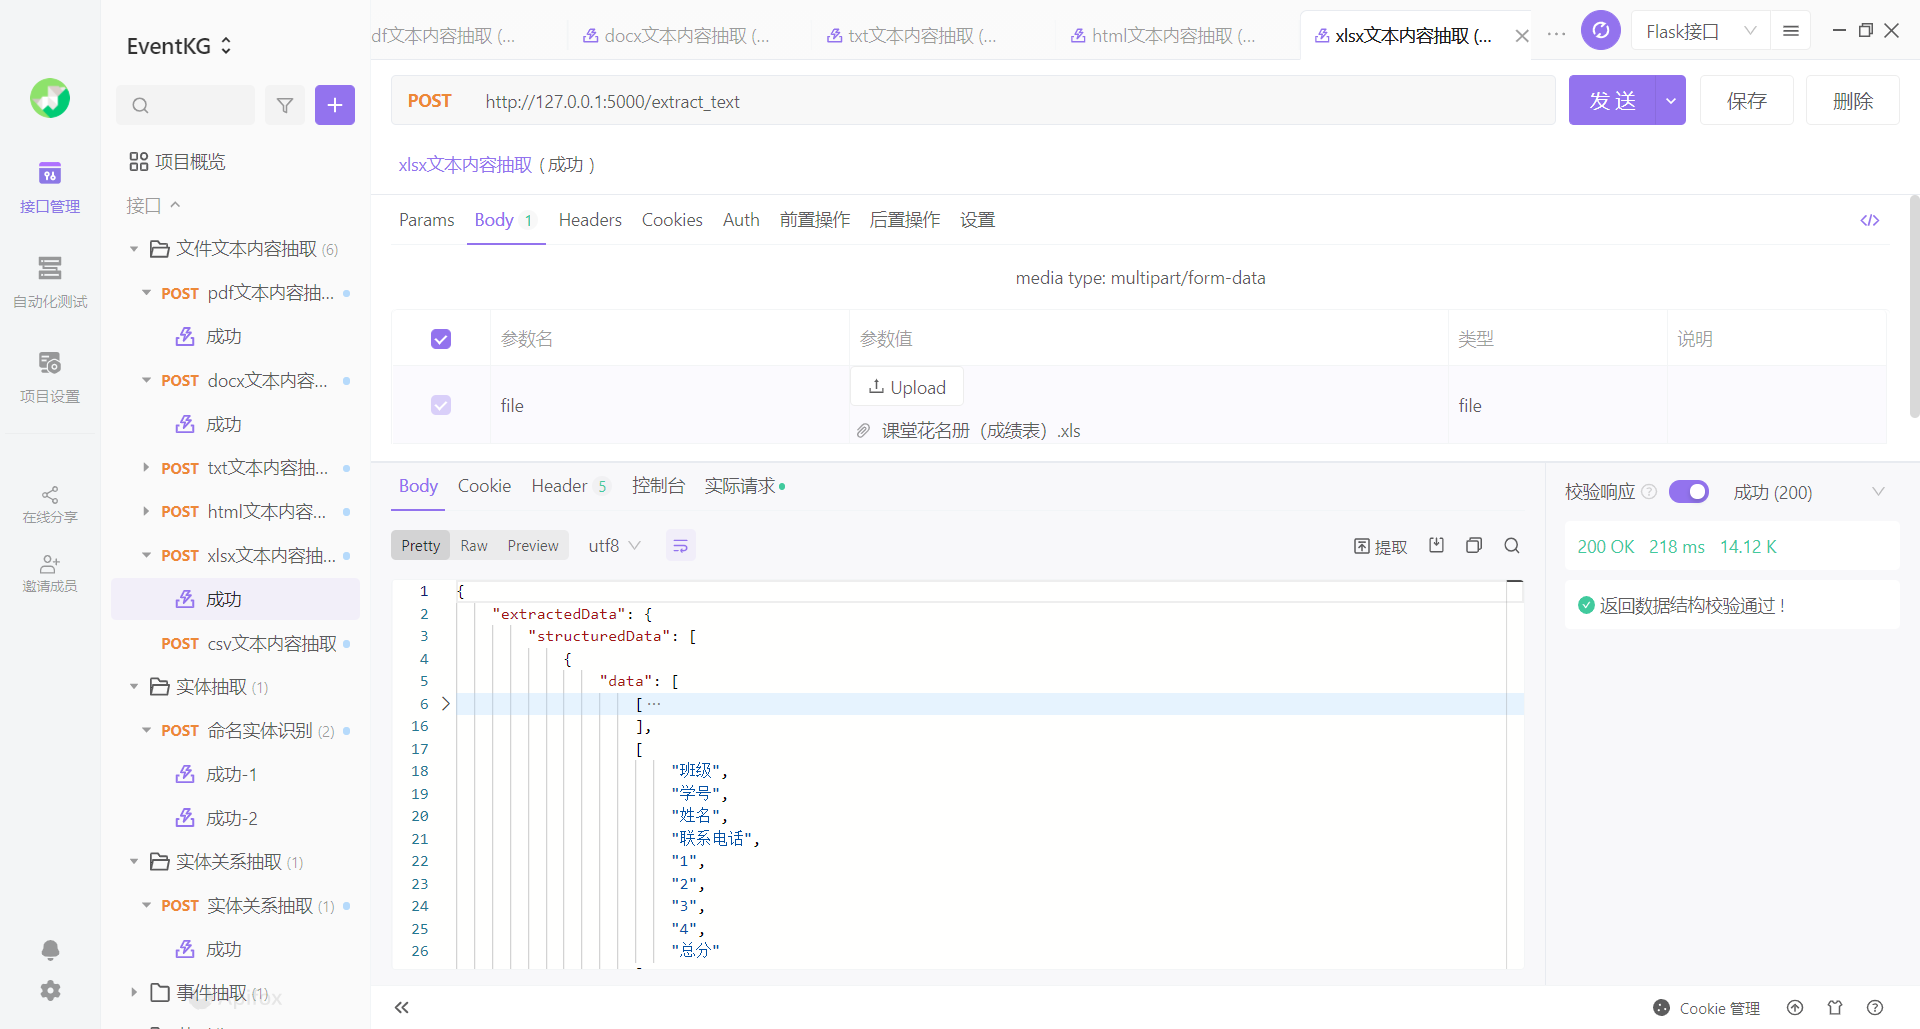 EventKG
df文本内容抽取 (...
docx文本内容抽取 (...
txt文本内容抽取 (...
html文本内容抽取 (...
xlsx文本内容抽取 (...
Flask接口
POST http://127.0.0.1:5000/extract_text
发 送
保存
删除
xlsx文本内容抽取 ( 成功 )
Params Body 1 Headers Cookies Auth 前置操作 后置操作 设置
media type: multipart/form-data
参数名 参数值 类型 说明
Upload
file file
课堂花名册（成绩表）.xls
接口管理
自动化测试
项目设置
在线分享
邀请成员
项目概览
接口
文件文本内容抽取 (6)
POST pdf文本内容抽...
成功
POST docx文本内容...
成功
POST txt文本内容抽...
POST html文本内容...
POST xlsx文本内容抽...
成功
POST csv文本内容抽取
实体抽取 (1)
POST 命名实体识别 (2)
成功-1
成功-2
实体关系抽取 (1)
POST 实体关系抽取 (1)
成功
事件抽取 (1)
Body Cookie Header 5 控制台 实际请求
Pretty Raw Preview utf8
提取
1 {
2 "extractedData": {
3 "structuredData": [
4 {
5 "data": [
6 [ ···
16 ],
17 [
18 "班级",
19 "学号",
20 "姓名",
21 "联系电话",
22 "1",
23 "2",
24 "3",
25 "4",
26 "总分"
校验响应 成功 (200)
200 OK 218 ms 14.12 K
返回数据结构校验通过 !
Cookie 管理